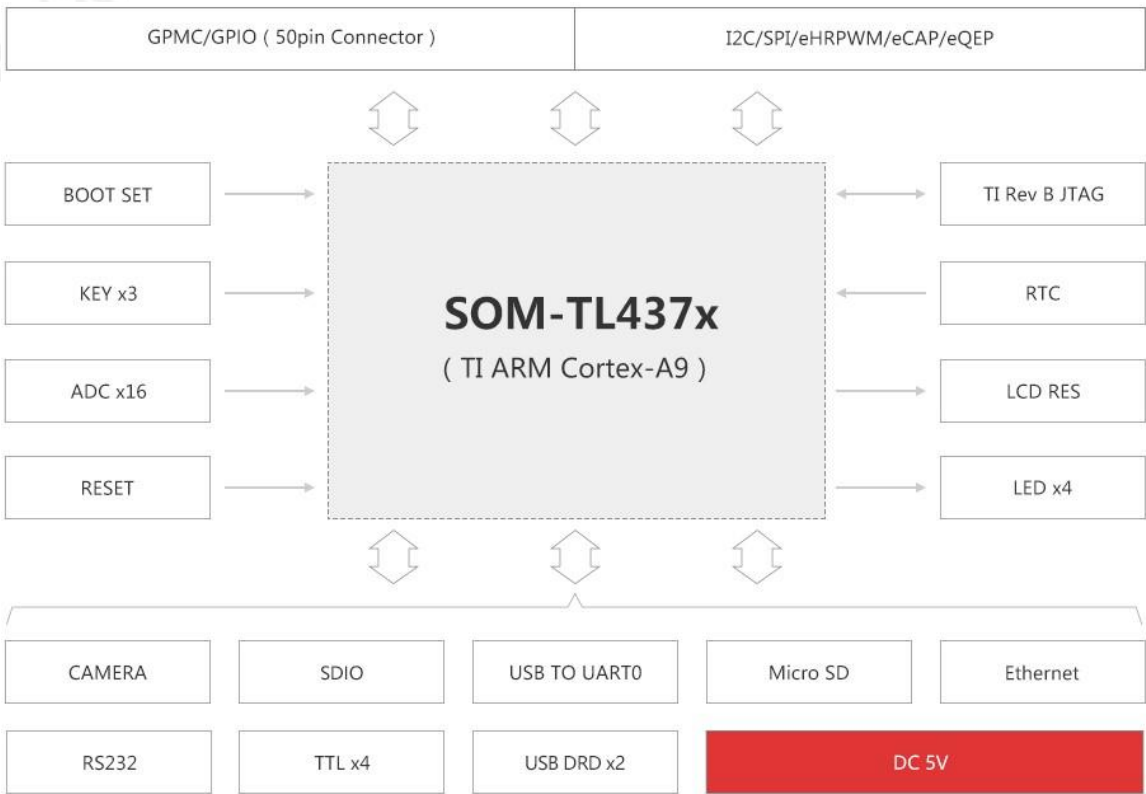 GPMC/GPIO ( 50pin Connector )
I2C/SPI/eHRPWM/eCAP/eQEP
BOOT SET
TI Rev B JTAG
KEY x3
RTC
SOM-TL437x
( TI ARM Cortex-A9 )
ADC x16
LCD RES
RESET
LED x4
CAMERA
SDIO
USB TO UART0
Micro SD
Ethernet
RS232
TTL x4
USB DRD x2
DC 5V